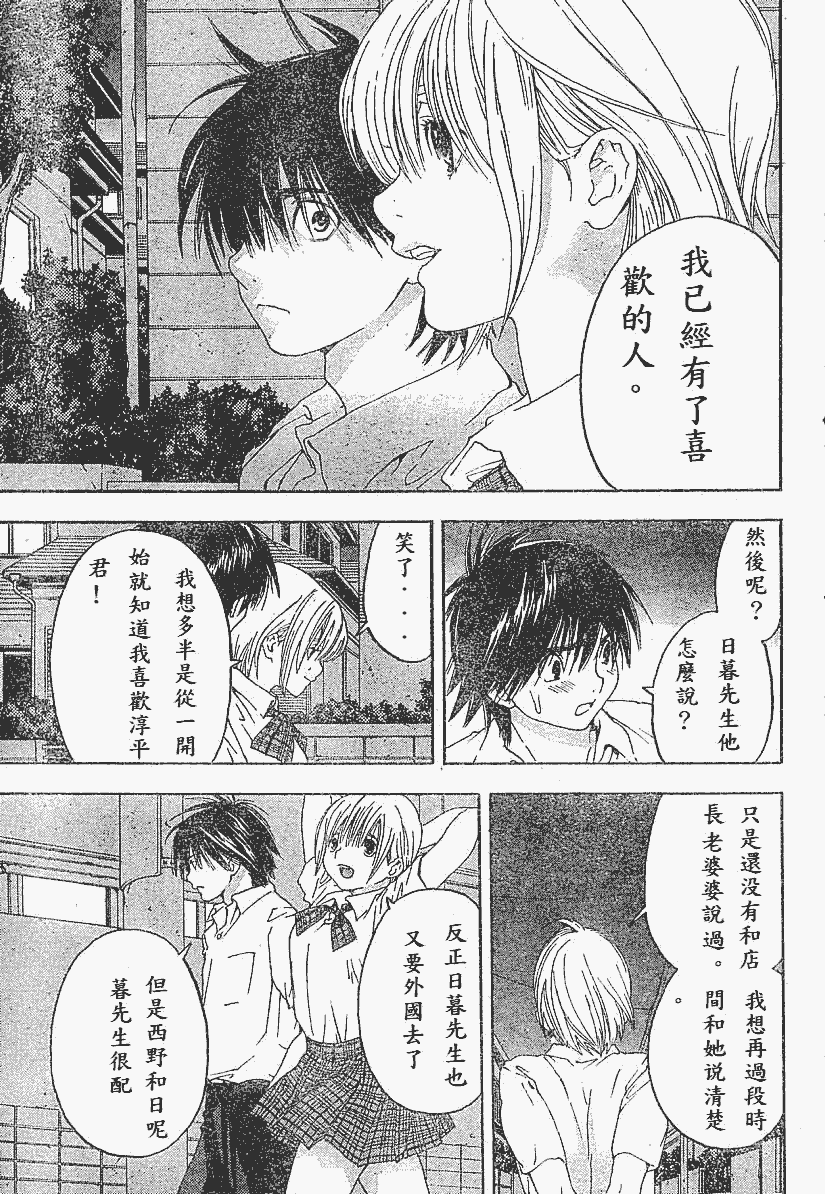 我已經有了喜
歡的人。
然後呢？
日暮先生他
怎麼說？
笑了...
我想多半是從一開
始就知道我喜歡淳平
君！
只是還没有和店
長老婆婆說過。
我想再過段時
間和她说清楚
。
反正日暮先生也
又要外國去了
但是西野和日呢
暮先生很配